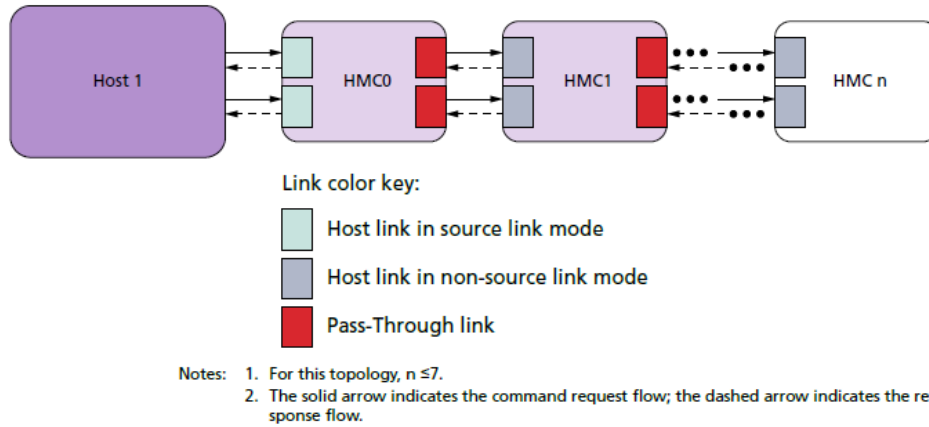 Host 1
HMC0
HMC1
HMC n
Link color key:
Host link in source link mode
Host link in non-source link mode
Pass-Through link
Notes: 1. For this topology, n ≤7.
2. The solid arrow indicates the command request flow; the dashed arrow indicates the re
sponse flow.